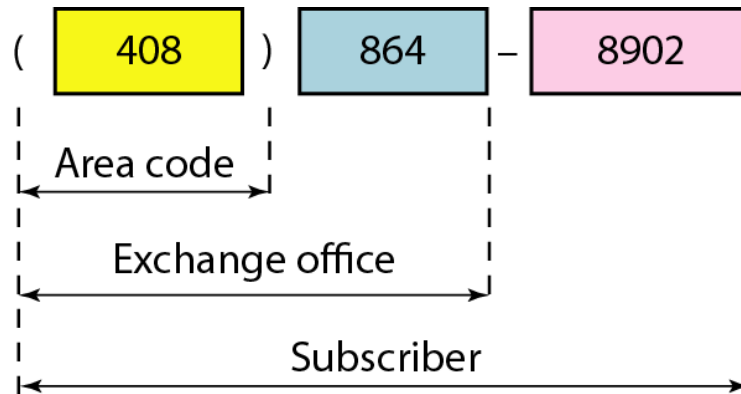 ( 408 ) 864 – 8902
Area code
Exchange office
Subscriber